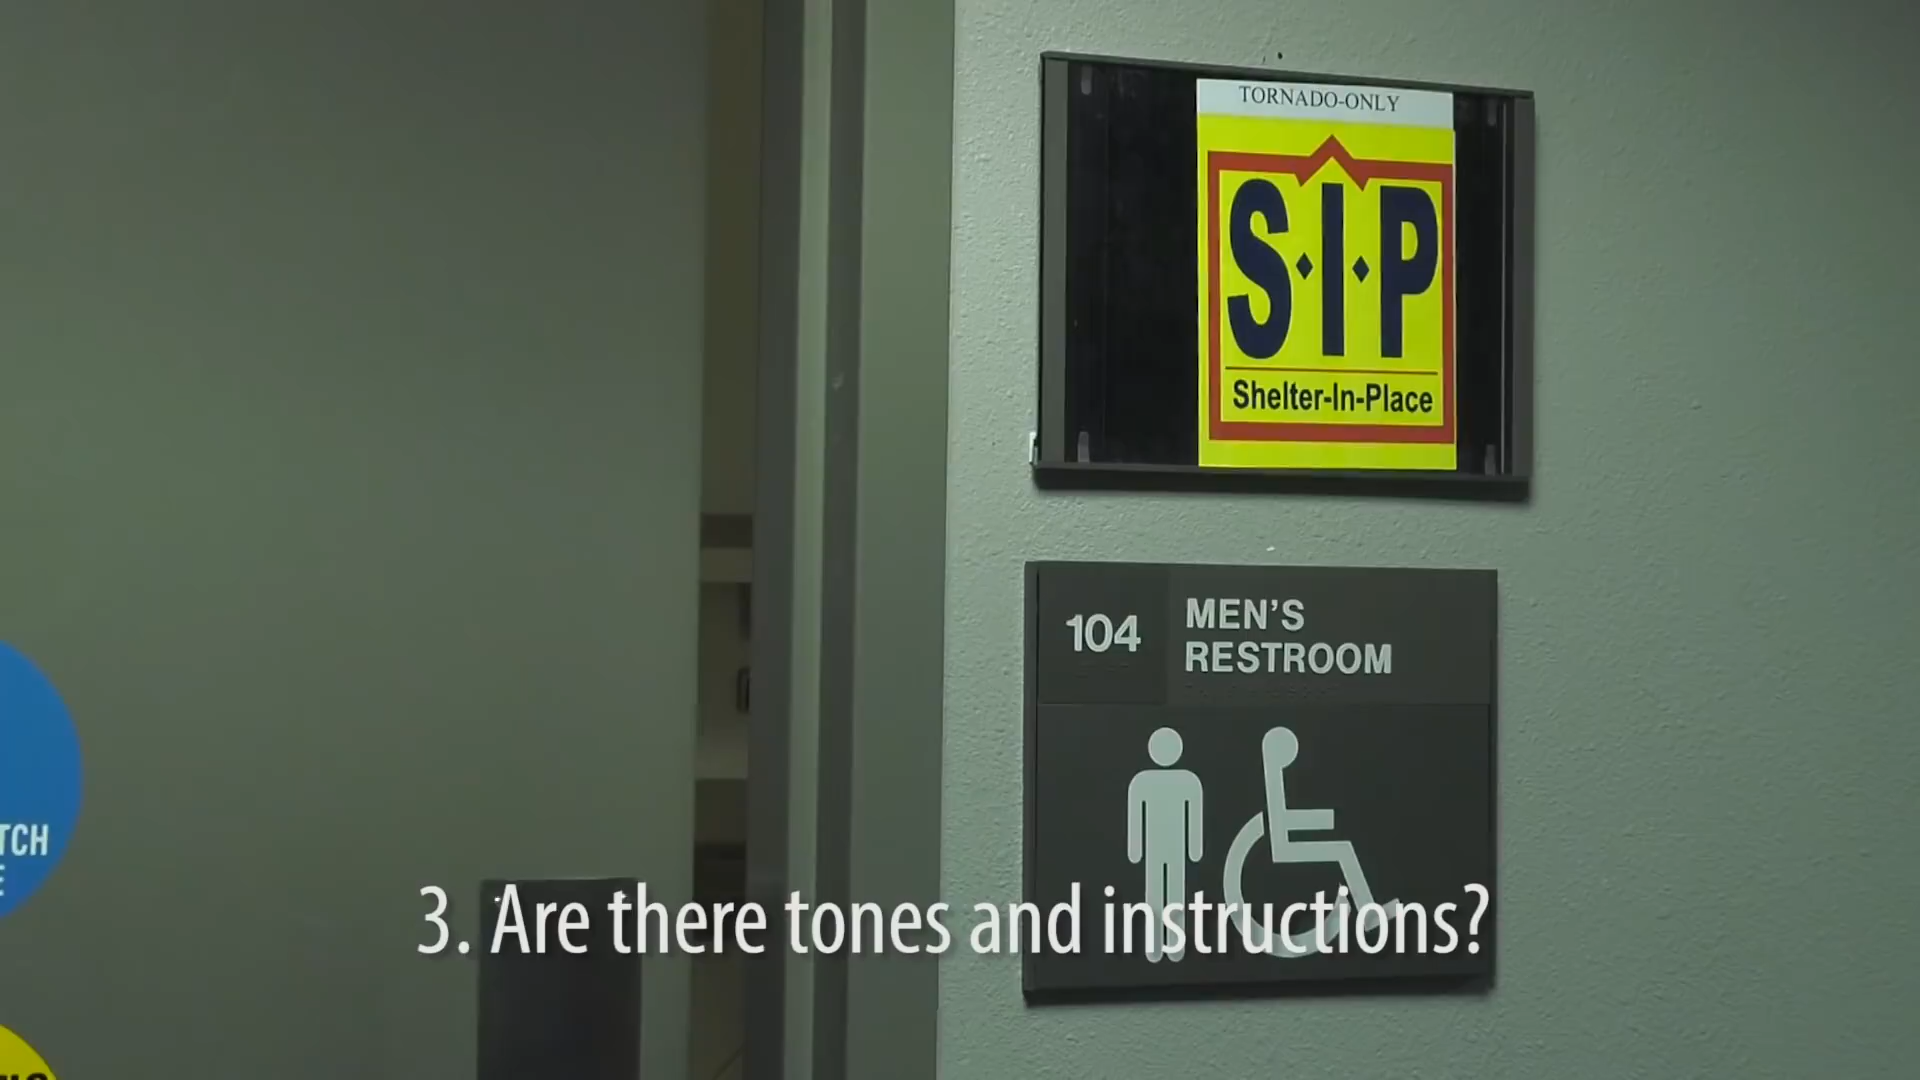 TORNADO-ONLY
S·I·P
Shelter-In-Place
104
MEN'S
RESTROOM
TCH
3. Are there tones and instructions?